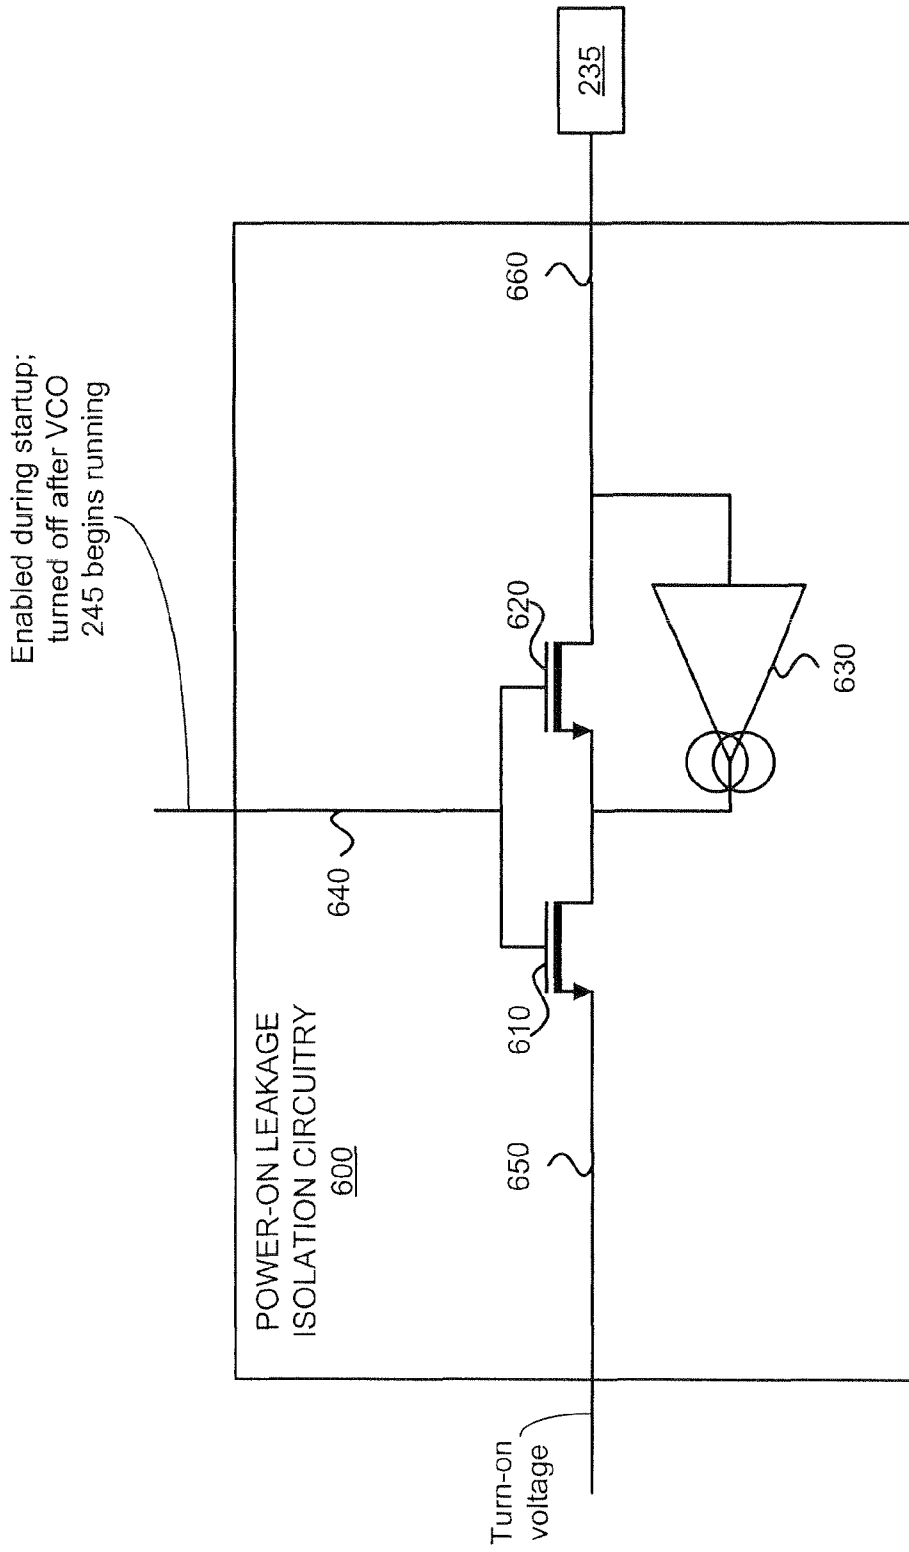 Enabled during startup;
turned off after VCO
245 begins running
POWER-ON LEAKAGE
ISOLATION CIRCUITRY
600
640
Turn-on
voltage
650
610
620
660
235
630